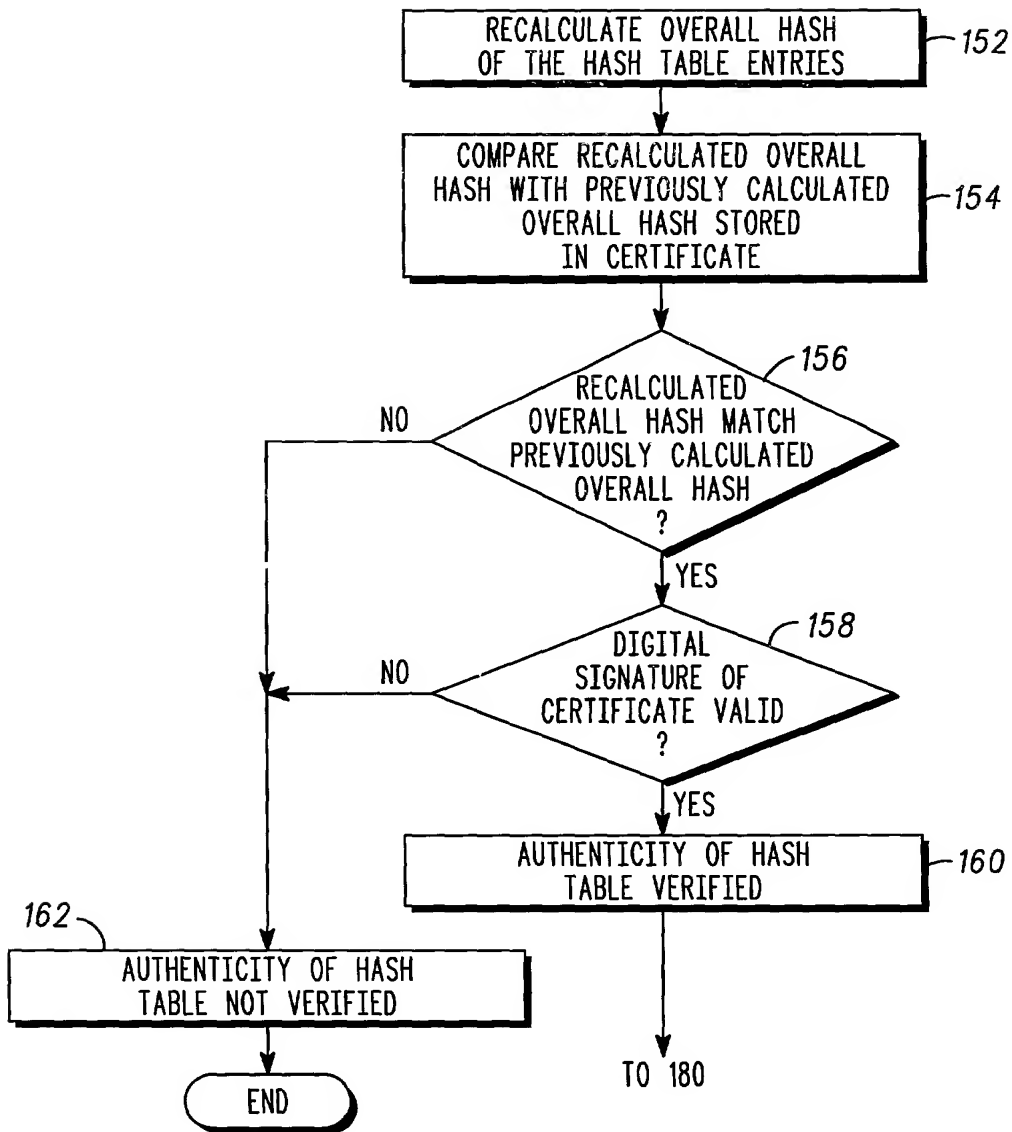 RECALCULATE OVERALL HASH
OF THE HASH TABLE ENTRIES
152
COMPARE RECALCULATED OVERALL
HASH WITH PREVIOUSLY CALCULATED
OVERALL HASH STORED
IN CERTIFICATE
154
156
RECALCULATED
OVERALL HASH MATCH
PREVIOUSLY CALCULATED
OVERALL HASH
?
NO
YES
158
DIGITAL
SIGNATURE OF
CERTIFICATE VALID
?
NO
YES
AUTHENTICITY OF HASH
TABLE VERIFIED
160
162
AUTHENTICITY OF HASH
TABLE NOT VERIFIED
TO 180
END